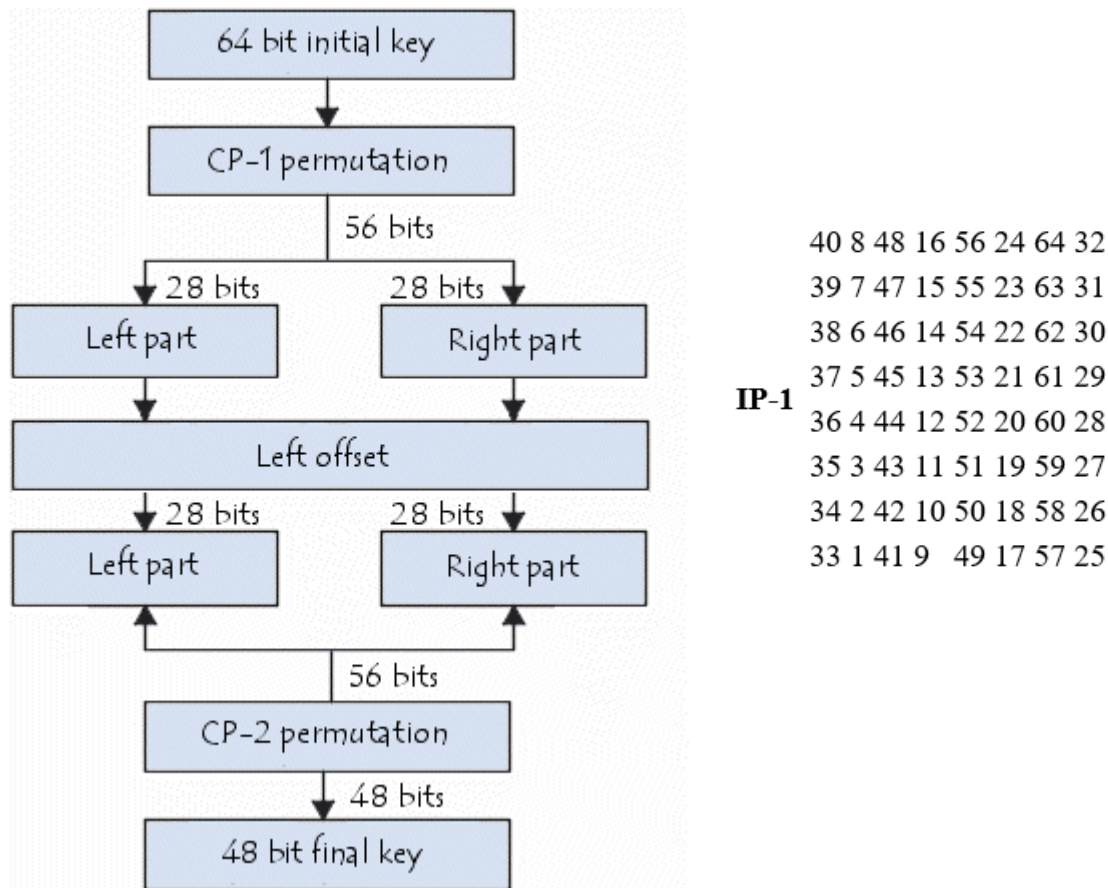 64 bit initial key
CP-1 permutation
56 bits
28 bits 28 bits
Left part Right part
Left offset
28 bits 28 bits
Left part Right part
56 bits
CP-2 permutation
48 bits
48 bit final key
IP-1
40 8 48 16 56 24 64 32
39 7 47 15 55 23 63 31
38 6 46 14 54 22 62 30
37 5 45 13 53 21 61 29
36 4 44 12 52 20 60 28
35 3 43 11 51 19 59 27
34 2 42 10 50 18 58 26
33 1 41 9 49 17 57 25